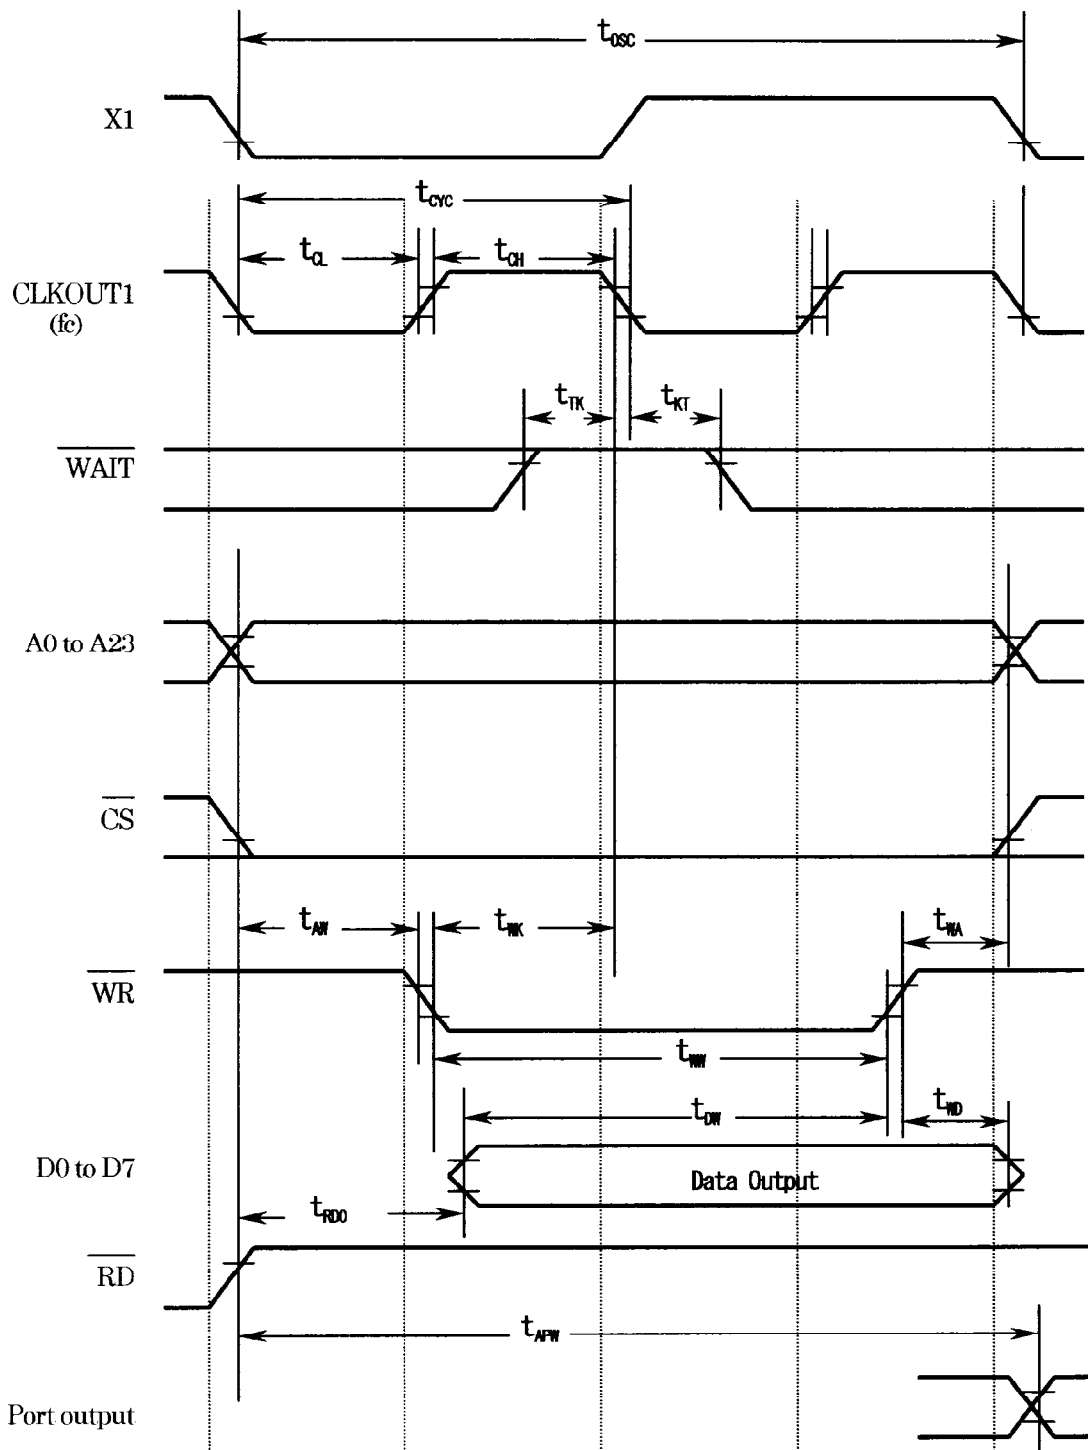 tOSC
X1
tCYC
tCL
tCH
CLKOUT1
(fc)
tTK
tKT
WAIT
A0 to A23
CS
tAW
tWK
tWA
WR
tWW
tDW
tWD
D0 to D7
Data Output
tRDO
RD
tAPW
Port output